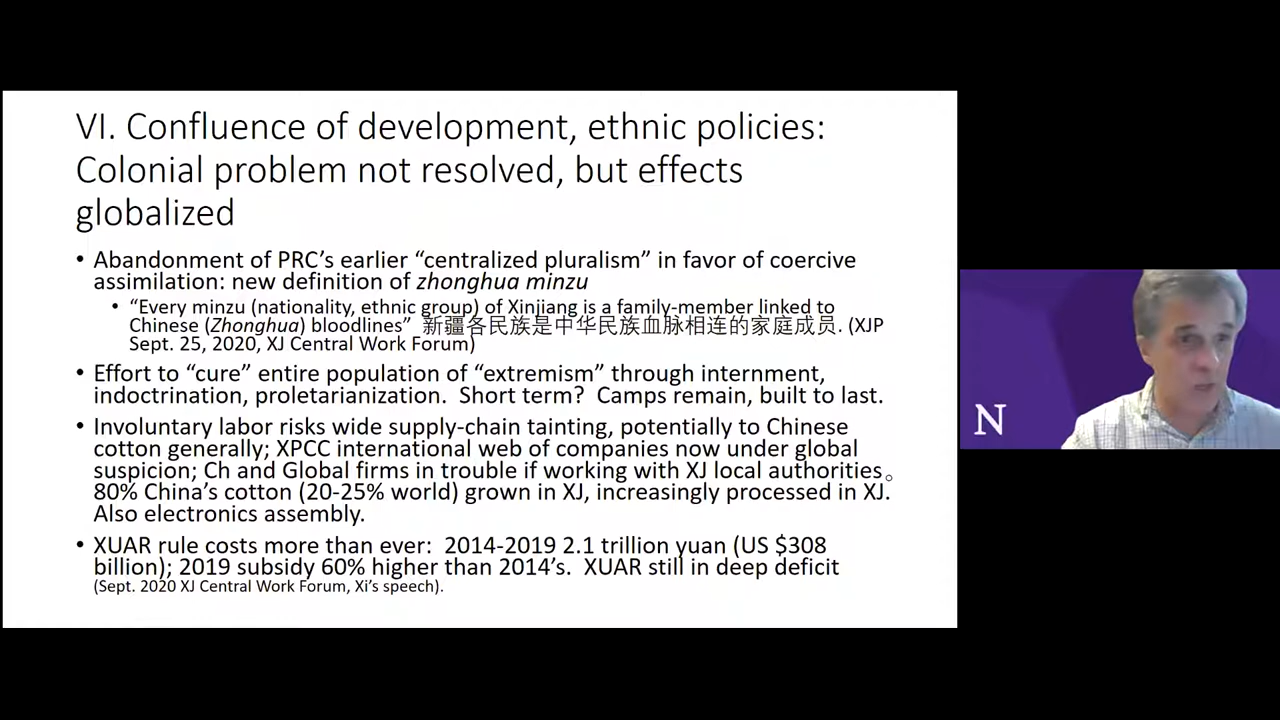 VI. Confluence of development, ethnic policies:
Colonial problem not resolved, but effects
globalized
• Abandonment of PRC’s earlier “centralized pluralism” in favor of coercive
assimilation: new definition of zhonghua minzu
• “Every minzu (nationality, ethnic group) of Xinjiang is a family-member linked to
Chinese (Zhonghua) bloodlines” 新疆各民族是中华民族血脉相连的家庭成员. (XJP
Sept. 25, 2020, XJ Central Work Forum)
• Effort to “cure” entire population of “extremism” through internment,
indoctrination, proletarianization. Short term? Camps remain, built to last.
• Involuntary labor risks wide supply-chain tainting, potentially to Chinese
cotton generally; XPCC international web of companies now under global
suspicion; Ch and Global firms in trouble if working with XJ local authorities。
80% China’s cotton (20-25% world) grown in XJ, increasingly processed in XJ.
Also electronics assembly.
• XUAR rule costs more than ever: 2014-2019 2.1 trillion yuan (US $308
billion); 2019 subsidy 60% higher than 2014’s. XUAR still in deep deficit
(Sept. 2020 XJ Central Work Forum, Xi’s speech).
N